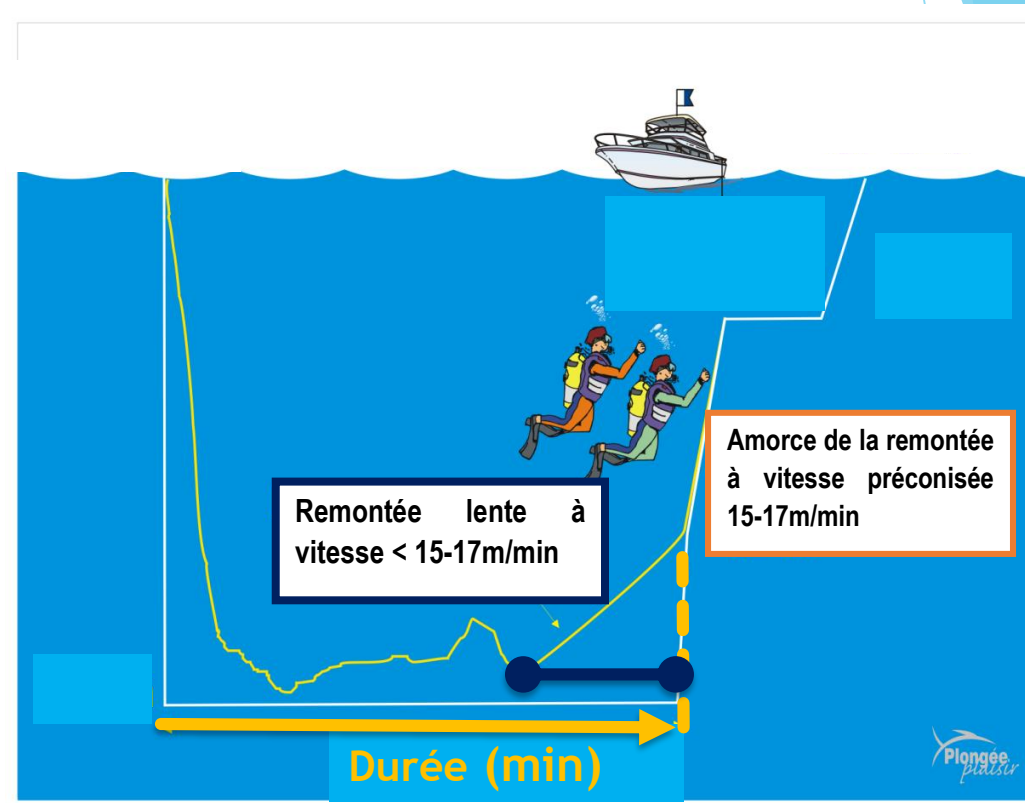 Amorce de la remontée
à vitesse préconisée
15-17m/min
Remontée lente à
vitesse < 15-17m/min
Durée (min)
Plongée
plaisir